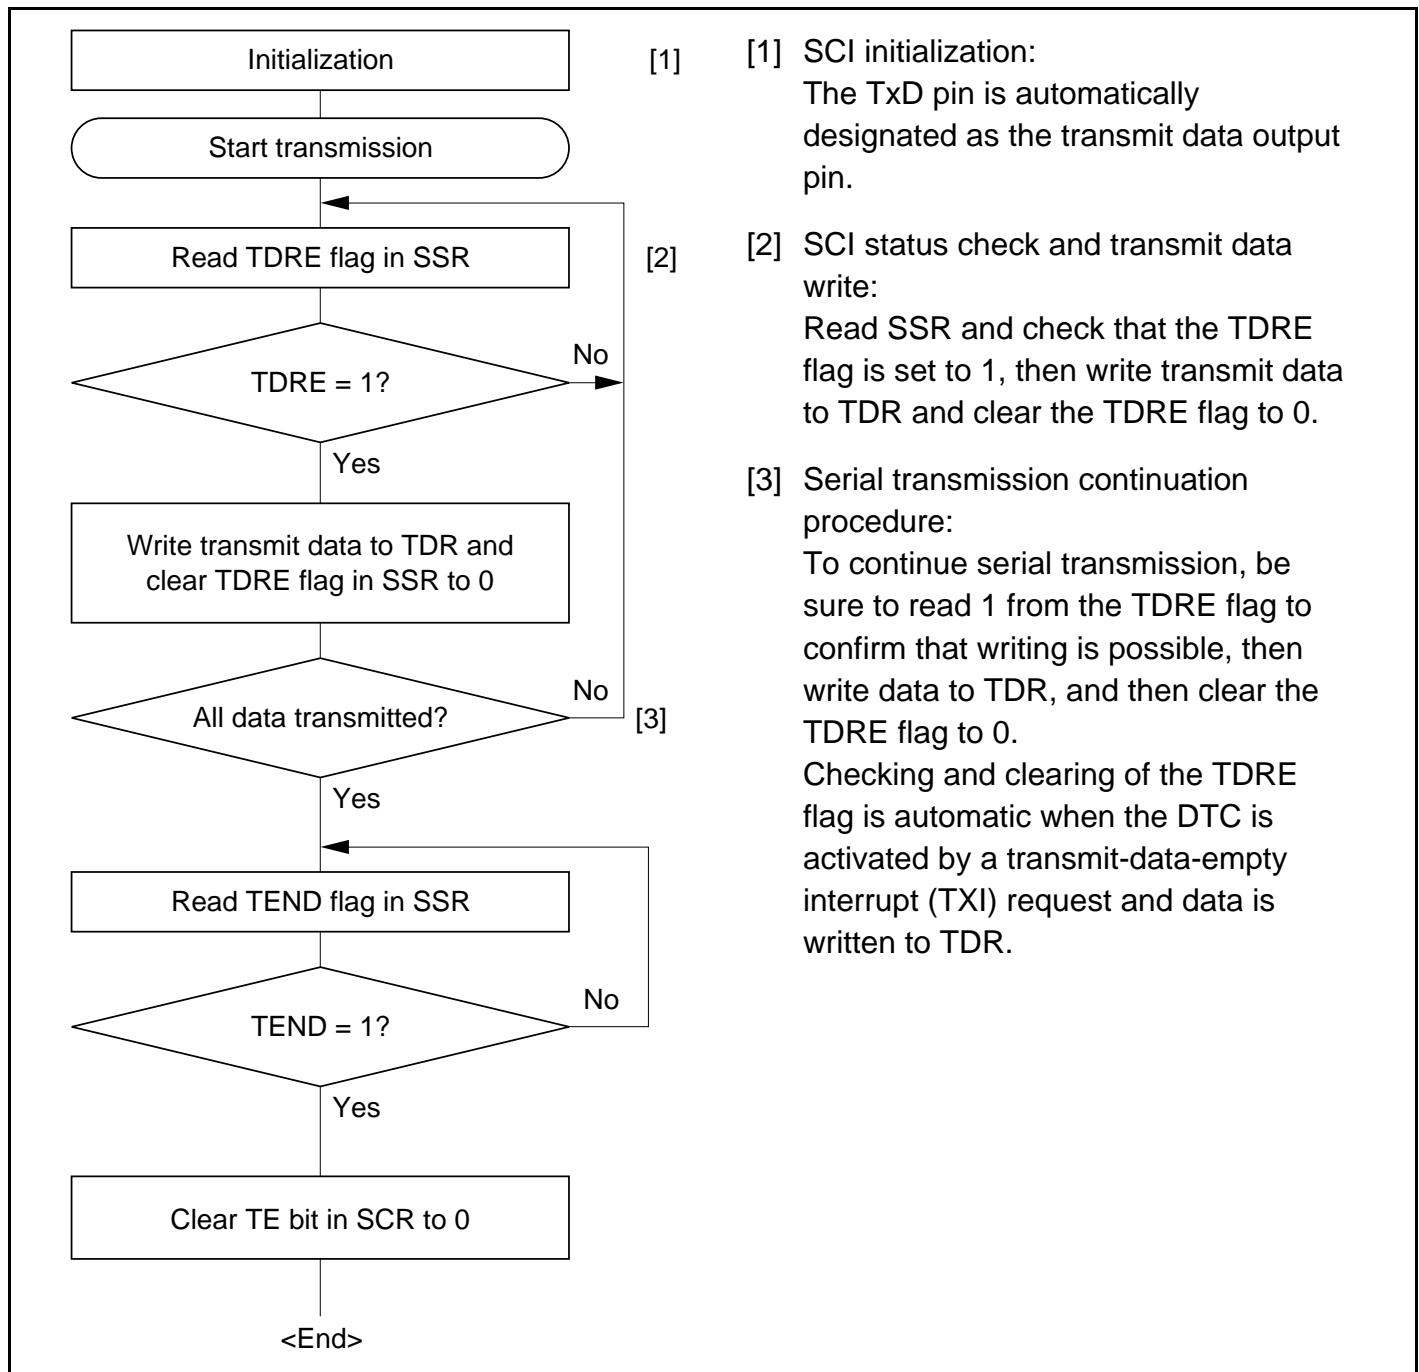 Initialization
[1]
Start transmission
Read TDRE flag in SSR
[2]
No
TDRE = 1?
Yes
Write transmit data to TDR and
clear TDRE flag in SSR to 0
No
All data transmitted?
[3]
Yes
Read TEND flag in SSR
No
TEND = 1?
Yes
Clear TE bit in SCR to 0
<End>
[1] SCI initialization:
The TxD pin is automatically
designated as the transmit data output
pin.
[2] SCI status check and transmit data
write:
Read SSR and check that the TDRE
flag is set to 1, then write transmit data
to TDR and clear the TDRE flag to 0.
[3] Serial transmission continuation
procedure:
To continue serial transmission, be
sure to read 1 from the TDRE flag to
confirm that writing is possible, then
write data to TDR, and then clear the
TDRE flag to 0.
Checking and clearing of the TDRE
flag is automatic when the DTC is
activated by a transmit-data-empty
interrupt (TXI) request and data is
written to TDR.